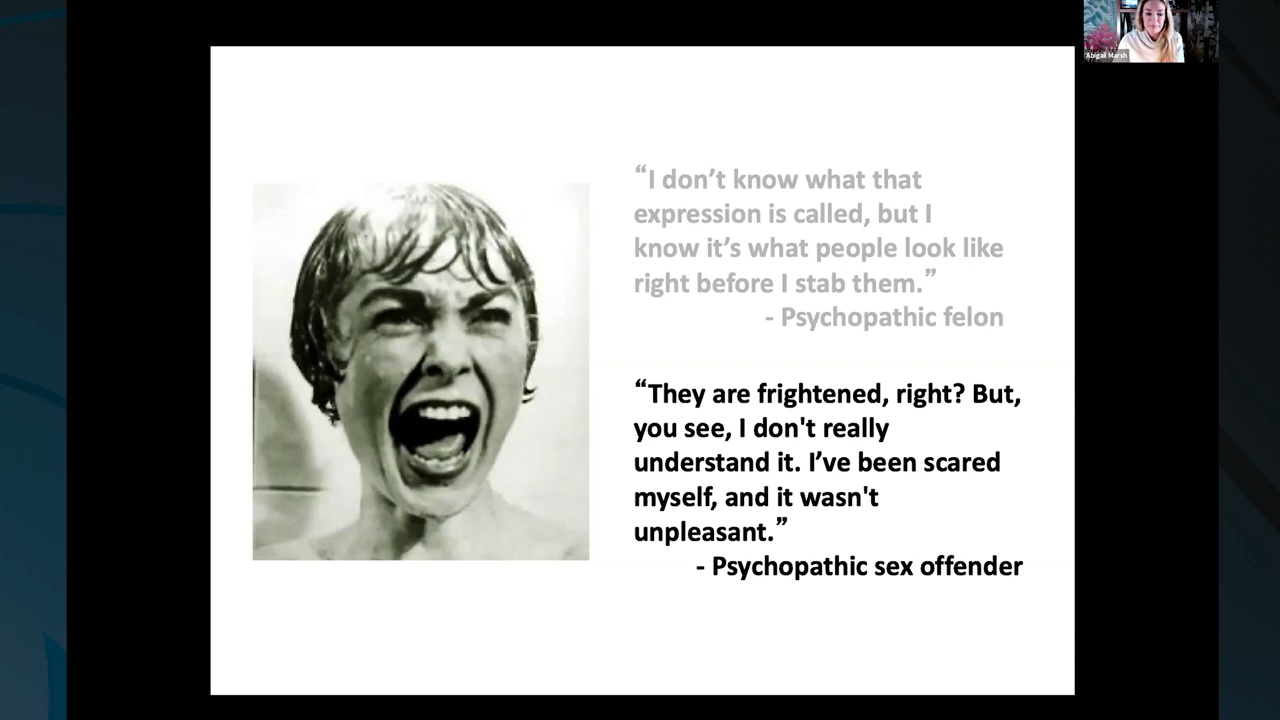 Abigail Marsh
“I don’t know what that
expression is called, but I
know it’s what people look like
right before I stab them.”
- Psychopathic felon
“They are frightened, right? But,
you see, I don't really
understand it. I’ve been scared
myself, and it wasn't
unpleasant.”
- Psychopathic sex offender